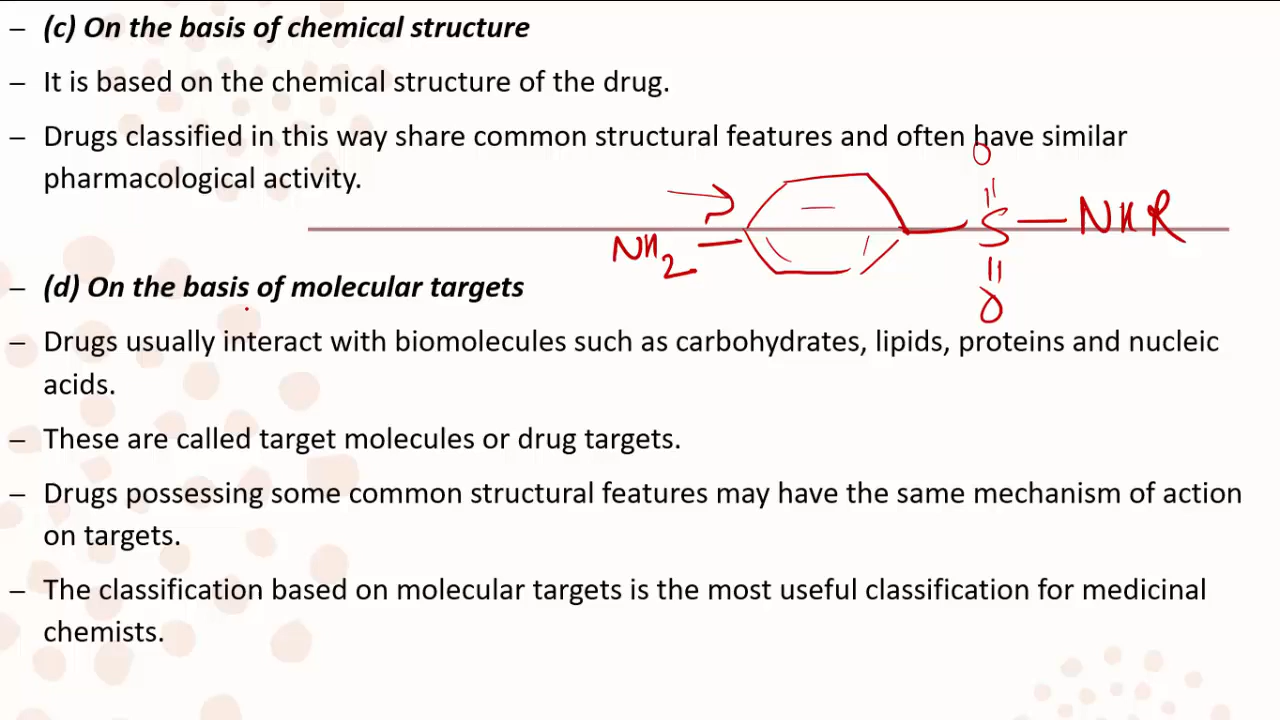 – (c) On the basis of chemical structure
– It is based on the chemical structure of the drug.
– Drugs classified in this way share common structural features and often have similar
pharmacological activity.
O
S – NHR
NH2
O
– (d) On the basis of molecular targets
– Drugs usually interact with biomolecules such as carbohydrates, lipids, proteins and nucleic
acids.
– These are called target molecules or drug targets.
– Drugs possessing some common structural features may have the same mechanism of action
on targets.
– The classification based on molecular targets is the most useful classification for medicinal
chemists.